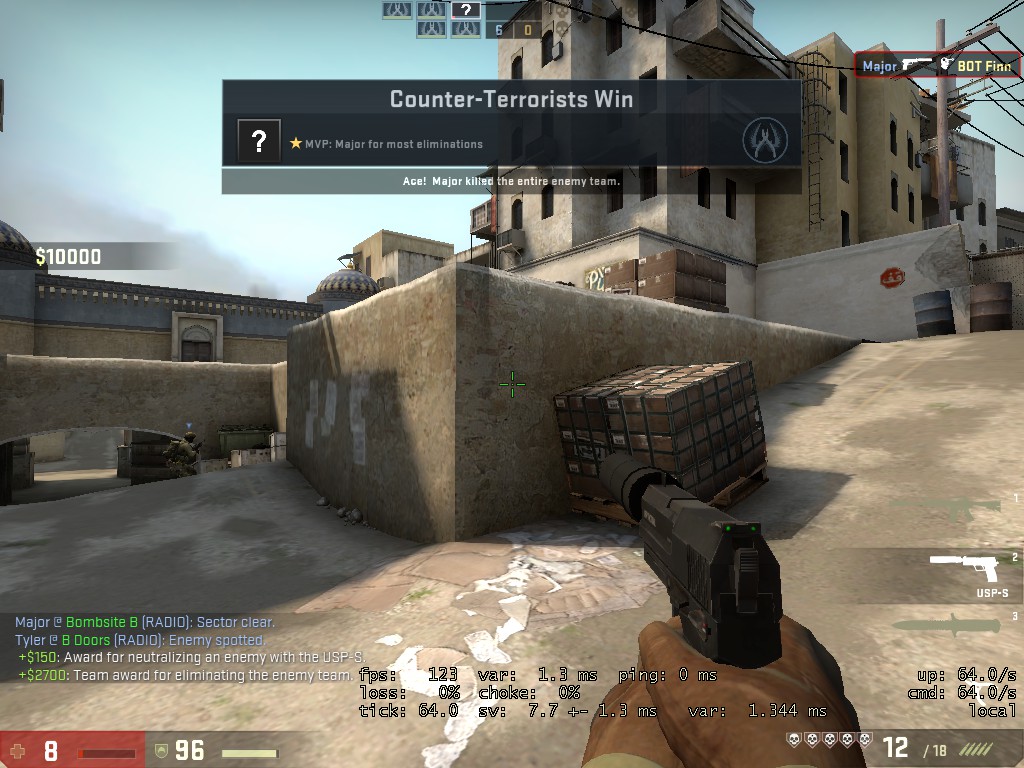 ?
6 0
Major BOT Finn
Counter-Terrorists Win
?
MVP: Major for most eliminations
Ace! Major killed the entire enemy team.
$10000
1
2
USP-S
3
Major @ Bombsite B (RADIO): Sector clear.
Tyler @ B Doors (RADIO): Enemy spotted.
+$150: Award for neutralizing an enemy with the USP-S.
+$2700: Team award for eliminating the enemy team.
fps: 123 var: 1.3 ms ping: 0 ms
loss: 0% choke: 0%
tick: 64.0 sv: 7.7 +- 1.3 ms var: 1.344 ms
up: 64.0/s
cmd: 64.0/s
local
8
96
12 / 18